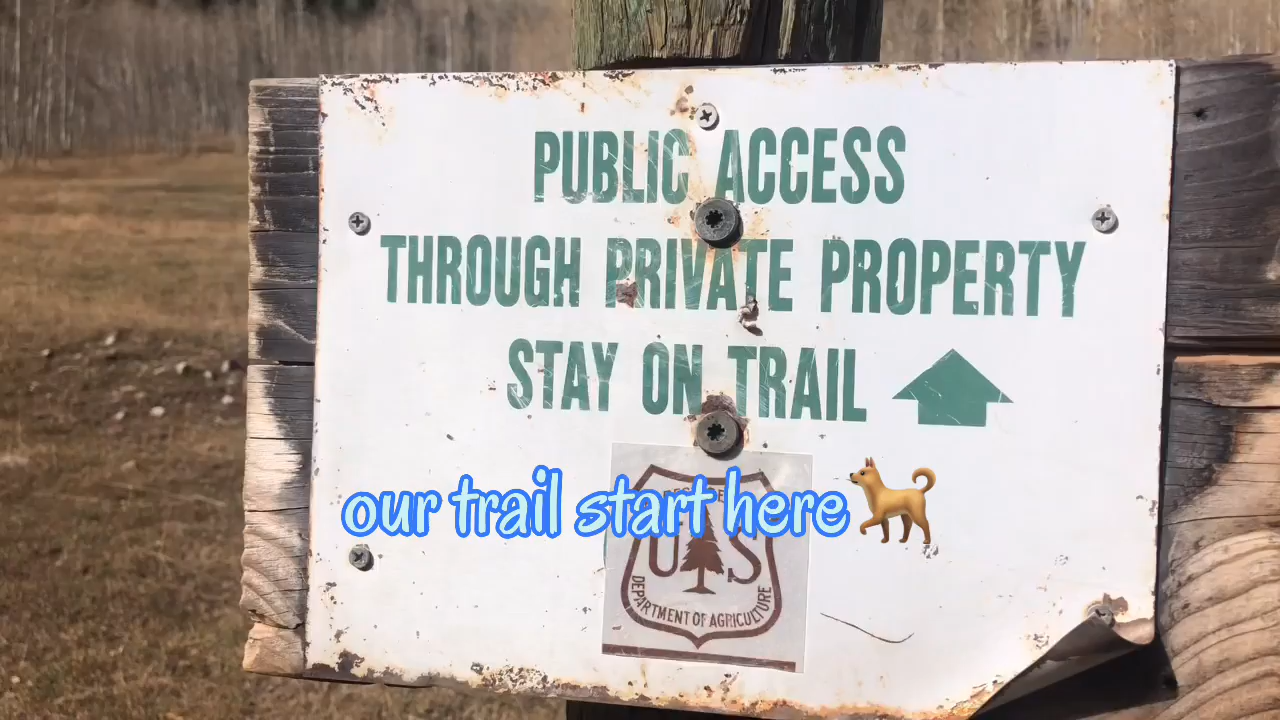 PUBLIC ACCESS
THROUGH PRIVATE PROPERTY
STAY ON TRAIL
our trail start here
US
DEPARTMENT OF AGRICULTURE